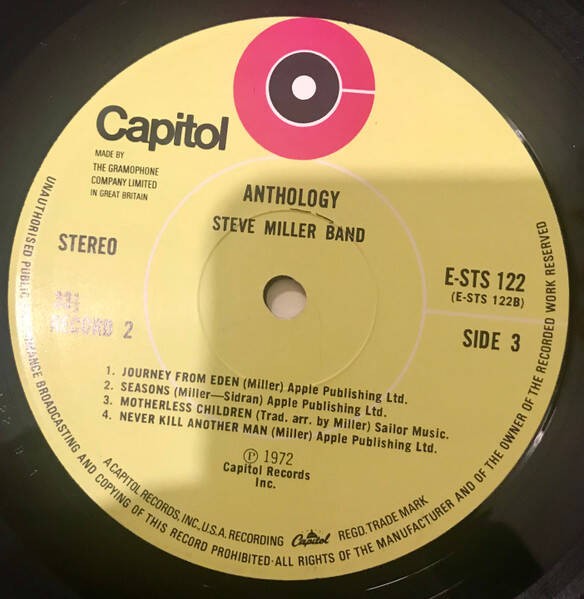 Capitol
MADE BY
THE GRAMOPHONE
COMPANY LIMITED
IN GREAT BRITAIN
ANTHOLOGY
STEVE MILLER BAND
STEREO
E-STS 122
(E-STS 122B)
33⅓
RECORD 2
SIDE 3
1. JOURNEY FROM EDEN (Miller) Apple Publishing Ltd.
2. SEASONS (Miller—Sidran) Apple Publishing Ltd.
3. MOTHERLESS CHILDREN (Trad. arr. by Miller) Sailor Music.
4. NEVER KILL ANOTHER MAN (Miller) Apple Publishing Ltd.
Ⓟ 1972
Capitol Records
Inc.
A CAPITOL RECORDS, INC., U.S.A. RECORDING Capitol REGD. TRADE MARK
UNAUTHORISED PUBLIC PERFORMANCE BROADCASTING AND COPYING OF THIS RECORD PROHIBITED·ALL RIGHTS OF THE MANUFACTURER AND OF THE OWNER OF THE RECORDED WORK RESERVED